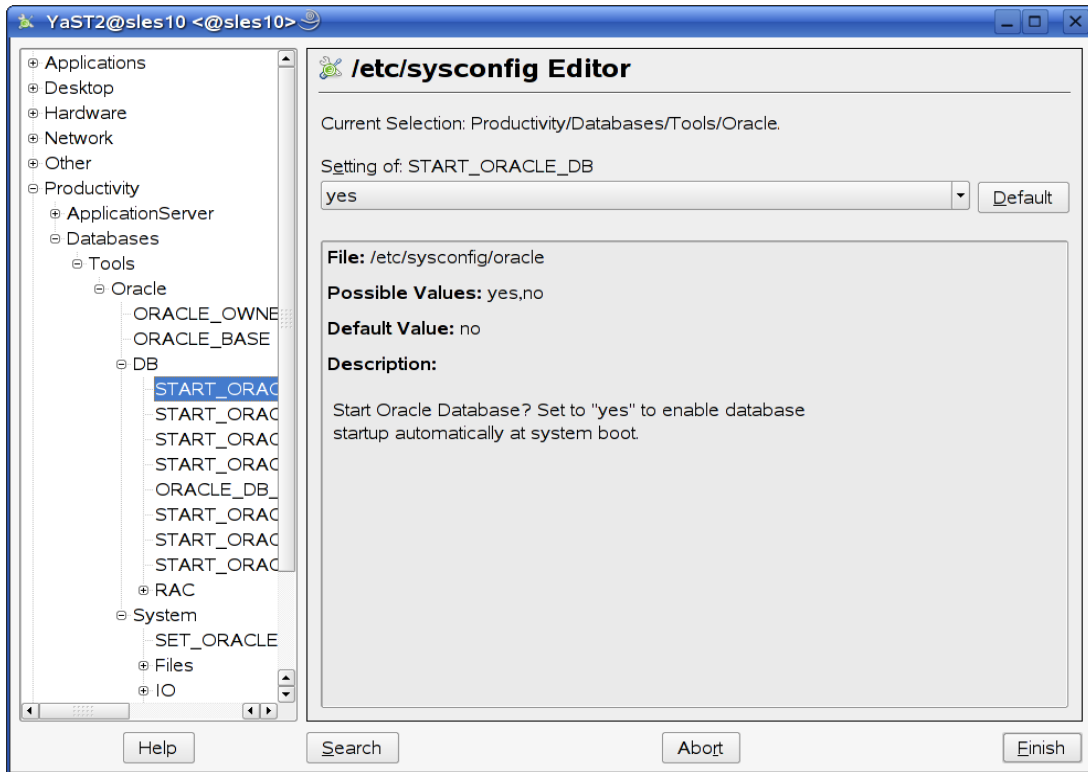 YaST2@sles10 <@sles10>
Applications
Desktop
Hardware
Network
Other
Productivity
ApplicationServer
Databases
Tools
Oracle
ORACLE_OWNE
ORACLE_BASE
DB
START_ORAC
START_ORAC
START_ORAC
START_ORAC
ORACLE_DB_
START_ORAC
START_ORAC
START_ORAC
RAC
System
SET_ORACLE
Files
IO
/etc/sysconfig Editor
Current Selection: Productivity/Databases/Tools/Oracle.
Setting of: START_ORACLE_DB
yes
Default
File: /etc/sysconfig/oracle
Possible Values: yes,no
Default Value: no
Description:
Start Oracle Database? Set to "yes" to enable database
startup automatically at system boot.
Help
Search
Abort
Finish